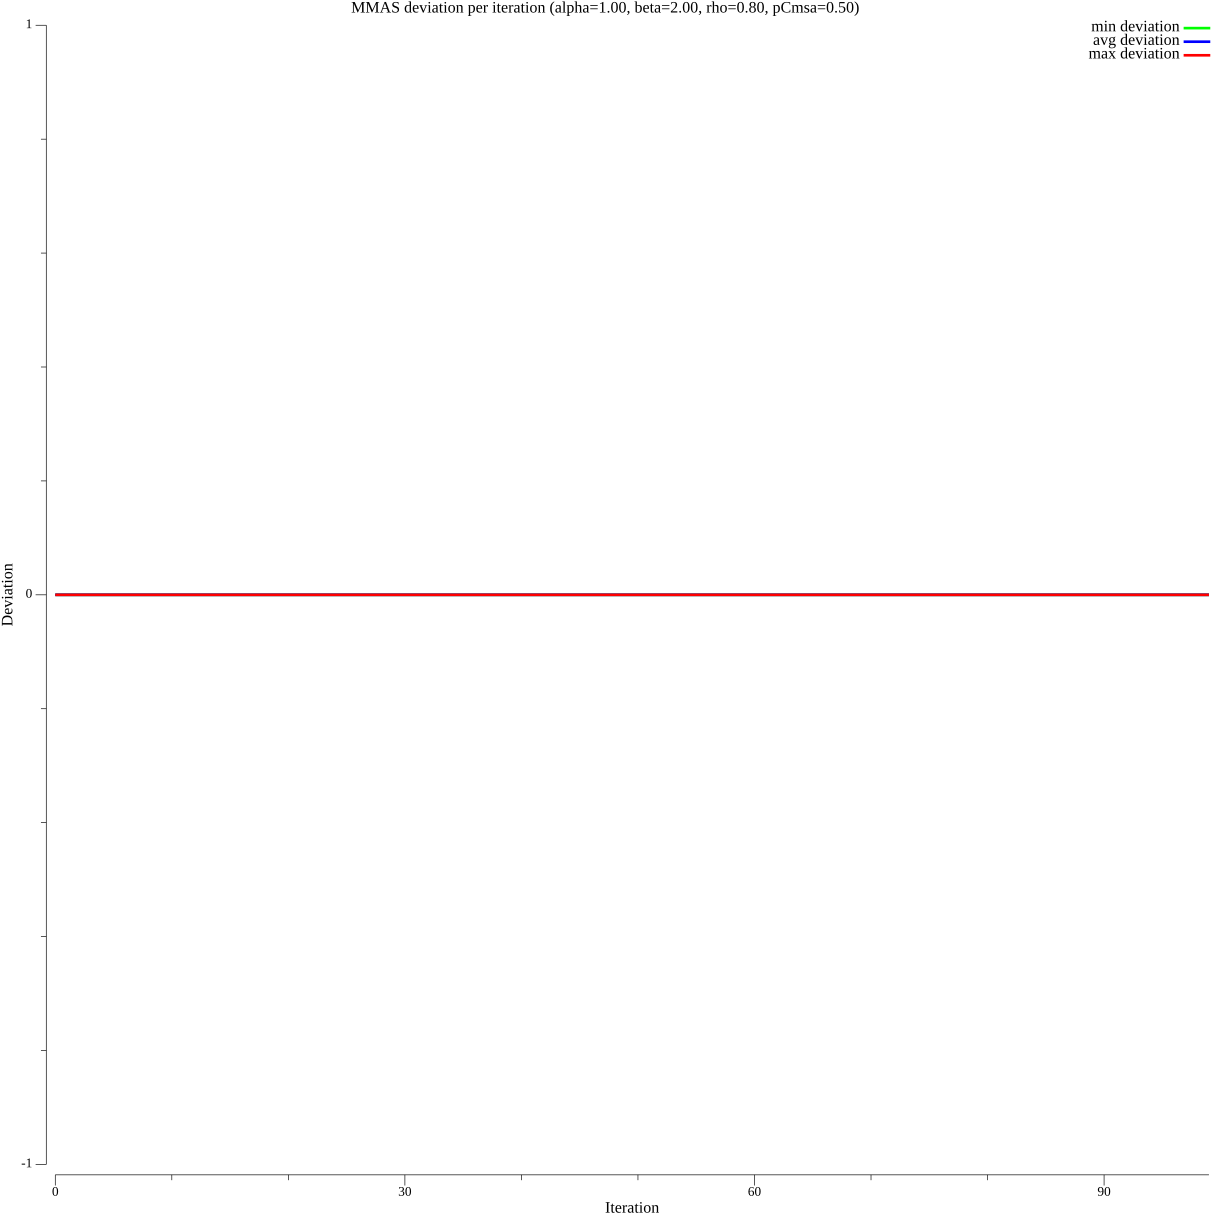 MMAS deviation per iteration (alpha=1.00, beta=2.00, rho=0.80, pCmsa=0.50)
min deviation
avg deviation
max deviation
1
0
-1
Deviation
0
30
60
90
Iteration